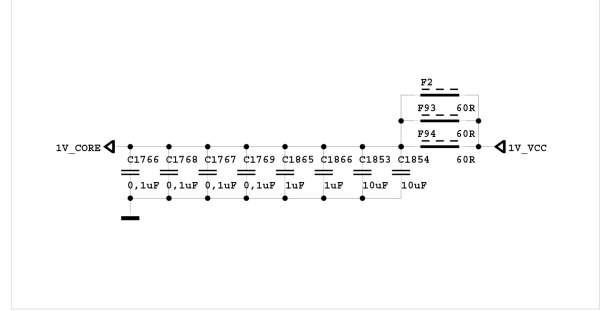 F2
F93 60R
F94 60R
1V_CORE 1V_VCC
C1766 C1768 C1767 C1769 C1865 C1866 C1853 C1854 60R
0,1uF 0,1uF 0,1uF 0,1uF 1uF 1uF 10uF 10uF